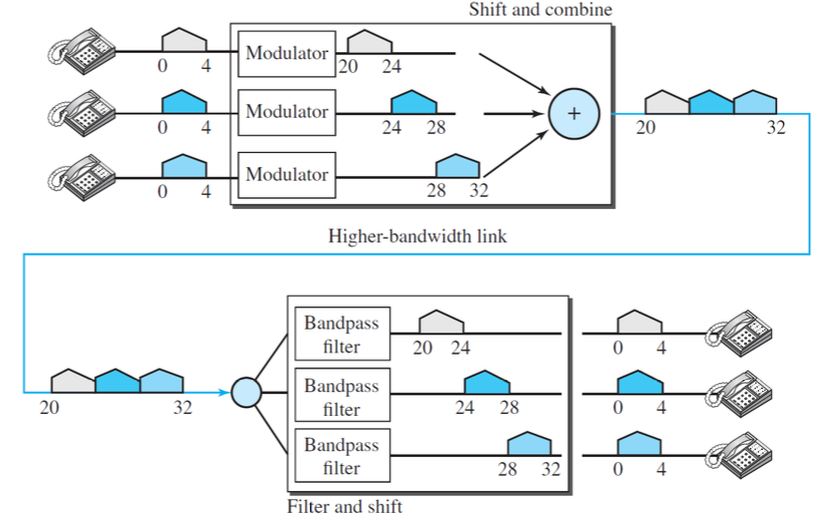 Shift and combine
0 4 Modulator 20 24
0 4 Modulator 24 28
+
20 32
0 4 Modulator 28 32
Higher-bandwidth link
Bandpass
filter
20 24
0 4
Bandpass
filter
24 28
0 4
20 32
Bandpass
filter
28 32
0 4
Filter and shift